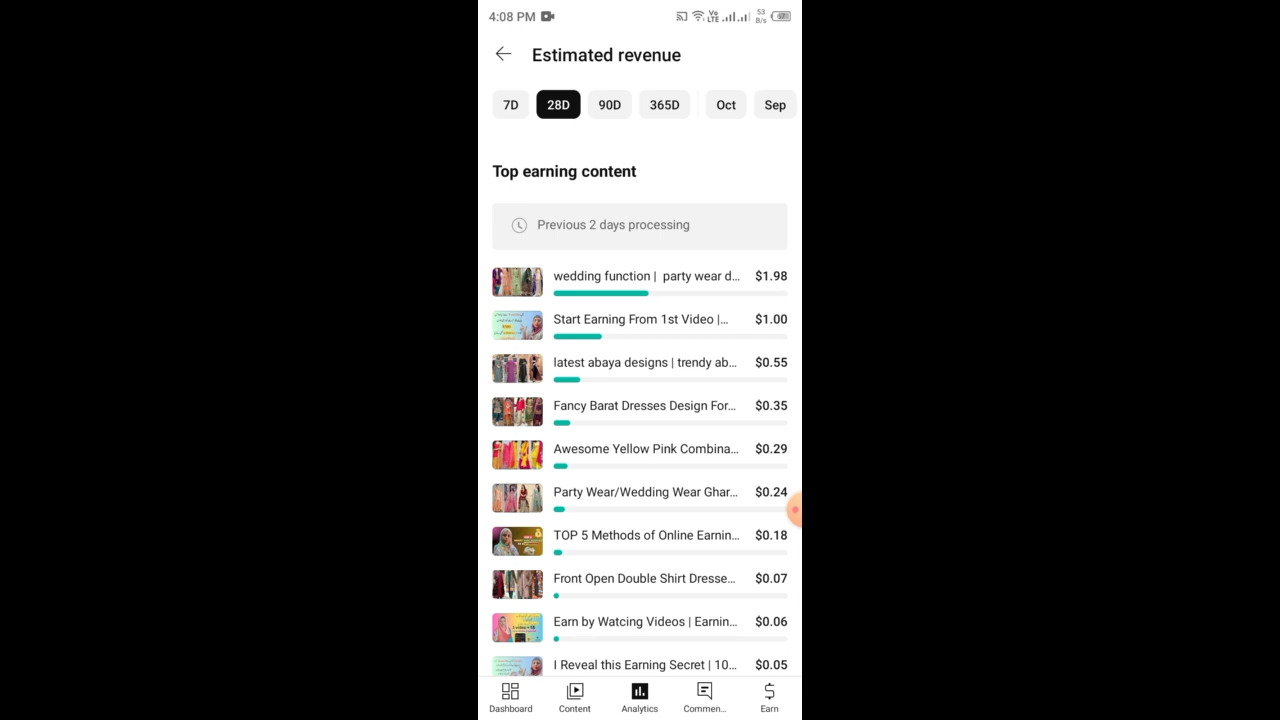 4:08 PM
Vo LTE 53 B/s
Estimated revenue
7D 28D 90D 365D Oct Sep
Top earning content
Previous 2 days processing
wedding function | party wear d... $1.98
Start Earning From 1st Video |... $1.00
latest abaya designs | trendy ab... $0.55
Fancy Barat Dresses Design For... $0.35
Awesome Yellow Pink Combina... $0.29
Party Wear/Wedding Wear Ghar... $0.24
TOP 5 Methods of Online Earnin... $0.18
Front Open Double Shirt Dresse... $0.07
Earn by Watcing Videos | Earnin... $0.06
I Reveal this Earning Secret | 10... $0.05
Dashboard Content Analytics Commen... Earn